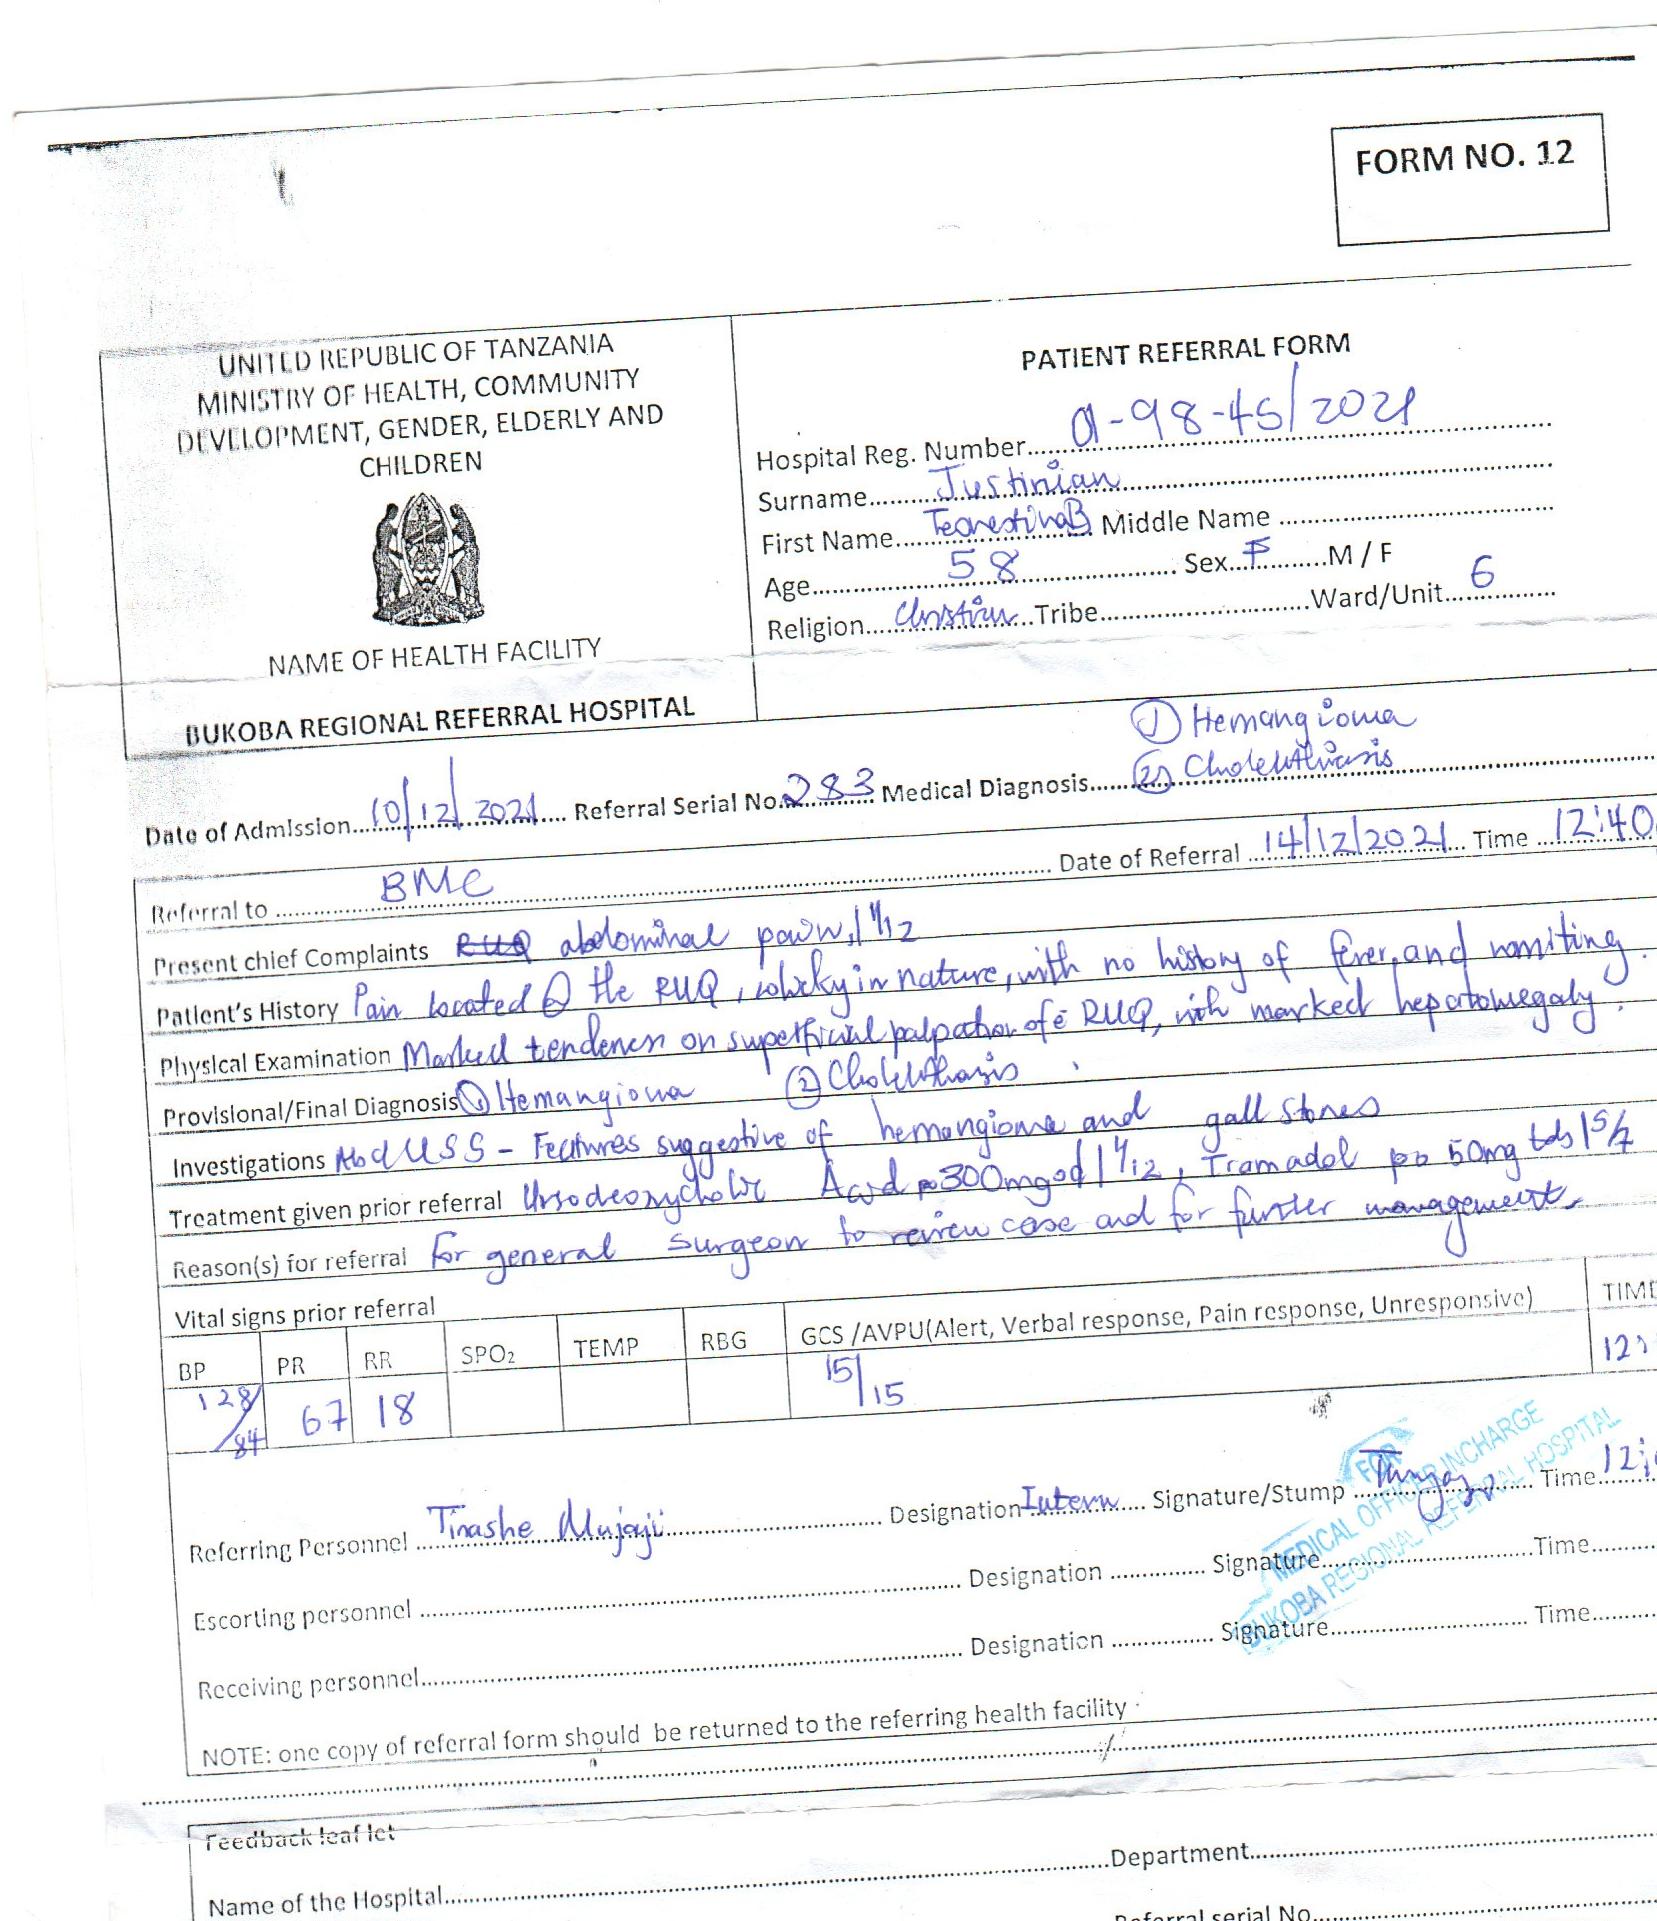 FORM NO. 12
UNITED REPUBLIC OF TANZANIA
MINISTRY OF HEALTH, COMMUNITY
DEVELOPMENT, GENDER, ELDERLY AND
CHILDREN
NAME OF HEALTH FACILITY
BUKOBA REGIONAL REFERRAL HOSPITAL
PATIENT REFERRAL FORM
Hospital Reg. Number 01-98-45/2021
Surname Justinian
First Name Teonestina B Middle Name
Age 58 Sex F M / F
Religion Christian Tribe Ward/Unit 6
① Hemangioma
Date of Admission 10/12/2021 Referral Serial No. 283 Medical Diagnosis ② Cholelithiasis
Referral to BMC Date of Referral 14/12/2021 Time 12:40
Present chief Complaints RUQ abdominal pain, 1/12
Patient's History Pain located @ the RUQ, colicky in nature, with no history of fever, and vomiting.
Physical Examination Marked tenderness on superficial palpation of RUQ, with marked hepatomegaly.
Provisional/Final Diagnosis ① Hemangioma ② Cholelithiasis
Investigations Abd USS - Features suggestive of hemangioma and gall stones
Treatment given prior referral Ursodeoxycholic Acid po 300mg od 1/12, Tramadol po 50mg tds 5/7
Reason(s) for referral For general surgeon to review case and for further management.
Vital signs prior referral
BP PR RR SPO₂ TEMP RBG GCS /AVPU(Alert, Verbal response, Pain response, Unresponsive) TIME
128/84 67 18 15/15
Referring Personnel Tinashe Mujaji Designation Intern Signature/Stump Time
FOR
MEDICAL OFFICER INCHARGE
BUKOBA REGIONAL REFERRAL HOSPITAL
Escorting personnel Designation Signature Time
Receiving personnel Designation Signature Time
NOTE: one copy of referral form should be returned to the referring health facility
Feedback leaflet
Name of the Hospital Department
Referral serial No